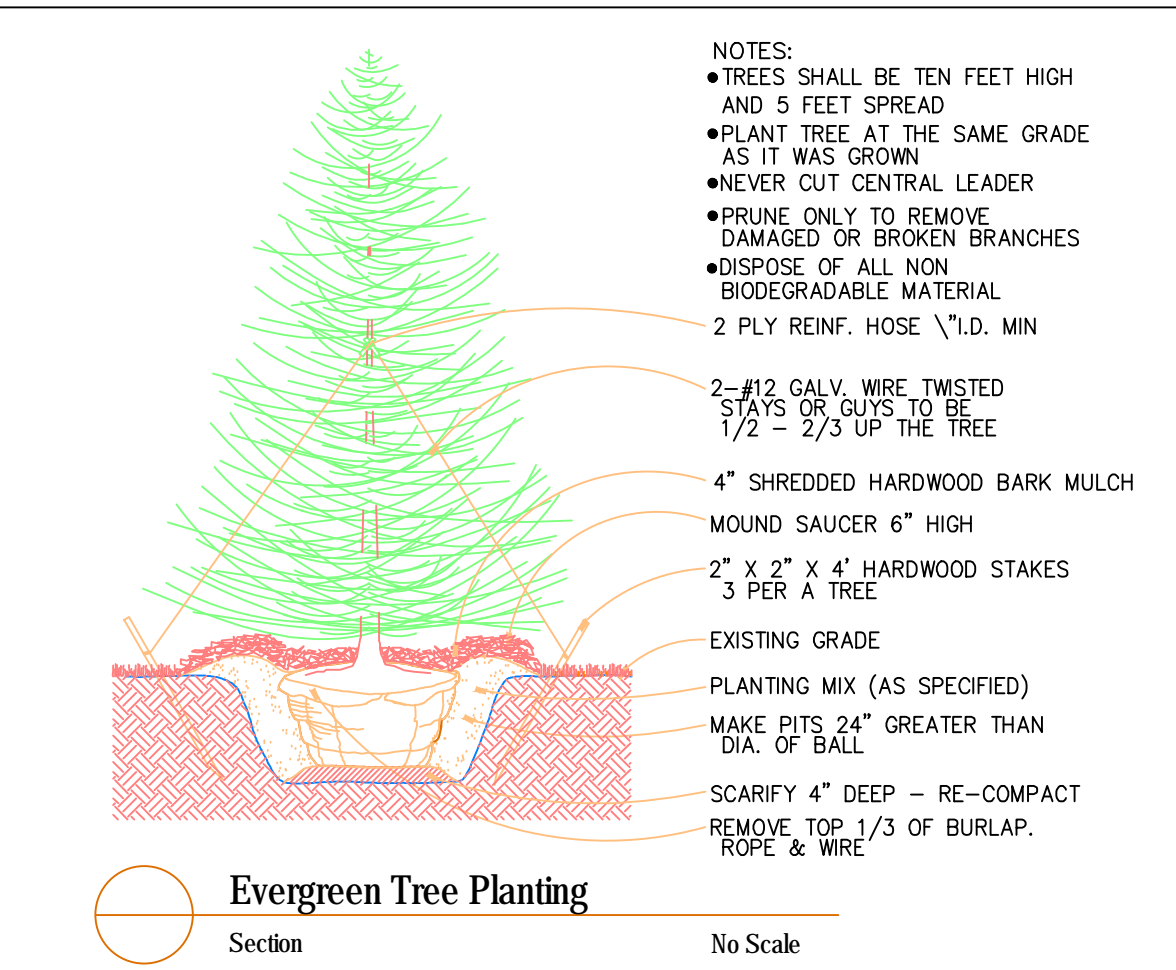 NOTES:
●TREES SHALL BE TEN FEET HIGH
AND 5 FEET SPREAD
●PLANT TREE AT THE SAME GRADE
AS IT WAS GROWN
●NEVER CUT CENTRAL LEADER
●PRUNE ONLY TO REMOVE
DAMAGED OR BROKEN BRANCHES
●DISPOSE OF ALL NON
BIODEGRADABLE MATERIAL
2 PLY REINF. HOSE \"I.D. MIN
2-#12 GALV. WIRE TWISTED
STAYS OR GUYS TO BE
1/2 - 2/3 UP THE TREE
4" SHREDDED HARDWOOD BARK MULCH
MOUND SAUCER 6" HIGH
2" X 2" X 4' HARDWOOD STAKES
3 PER A TREE
EXISTING GRADE
PLANTING MIX (AS SPECIFIED)
MAKE PITS 24" GREATER THAN
DIA. OF BALL
SCARIFY 4" DEEP - RE-COMPACT
REMOVE TOP 1/3 OF BURLAP.
ROPE & WIRE
Evergreen Tree Planting
Section No Scale